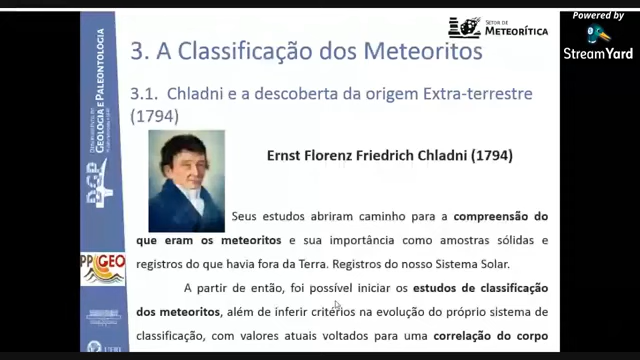 Powered by
StreamYard
SETOR DE
METEORÍTICA
3. A Classificação dos Meteoritos
3.1. Chladni e a descoberta da origem Extra-terrestre
(1794)
Ernst Florenz Friedrich Chladni (1794)
Seus estudos abriram caminho para a compreensão do
que eram os meteoritos e sua importância como amostras sólidas e
registros do que havia fora da Terra. Registros do nosso Sistema Solar.
A partir de então, foi possível iniciar os estudos de classificação
dos meteoritos, além de inferir critérios na evolução do próprio sistema de
classificação, com valores atuais voltados para uma correlação do corpo
GEOLOGIA E PALEONTOLOGIA
DGP
PPGEO